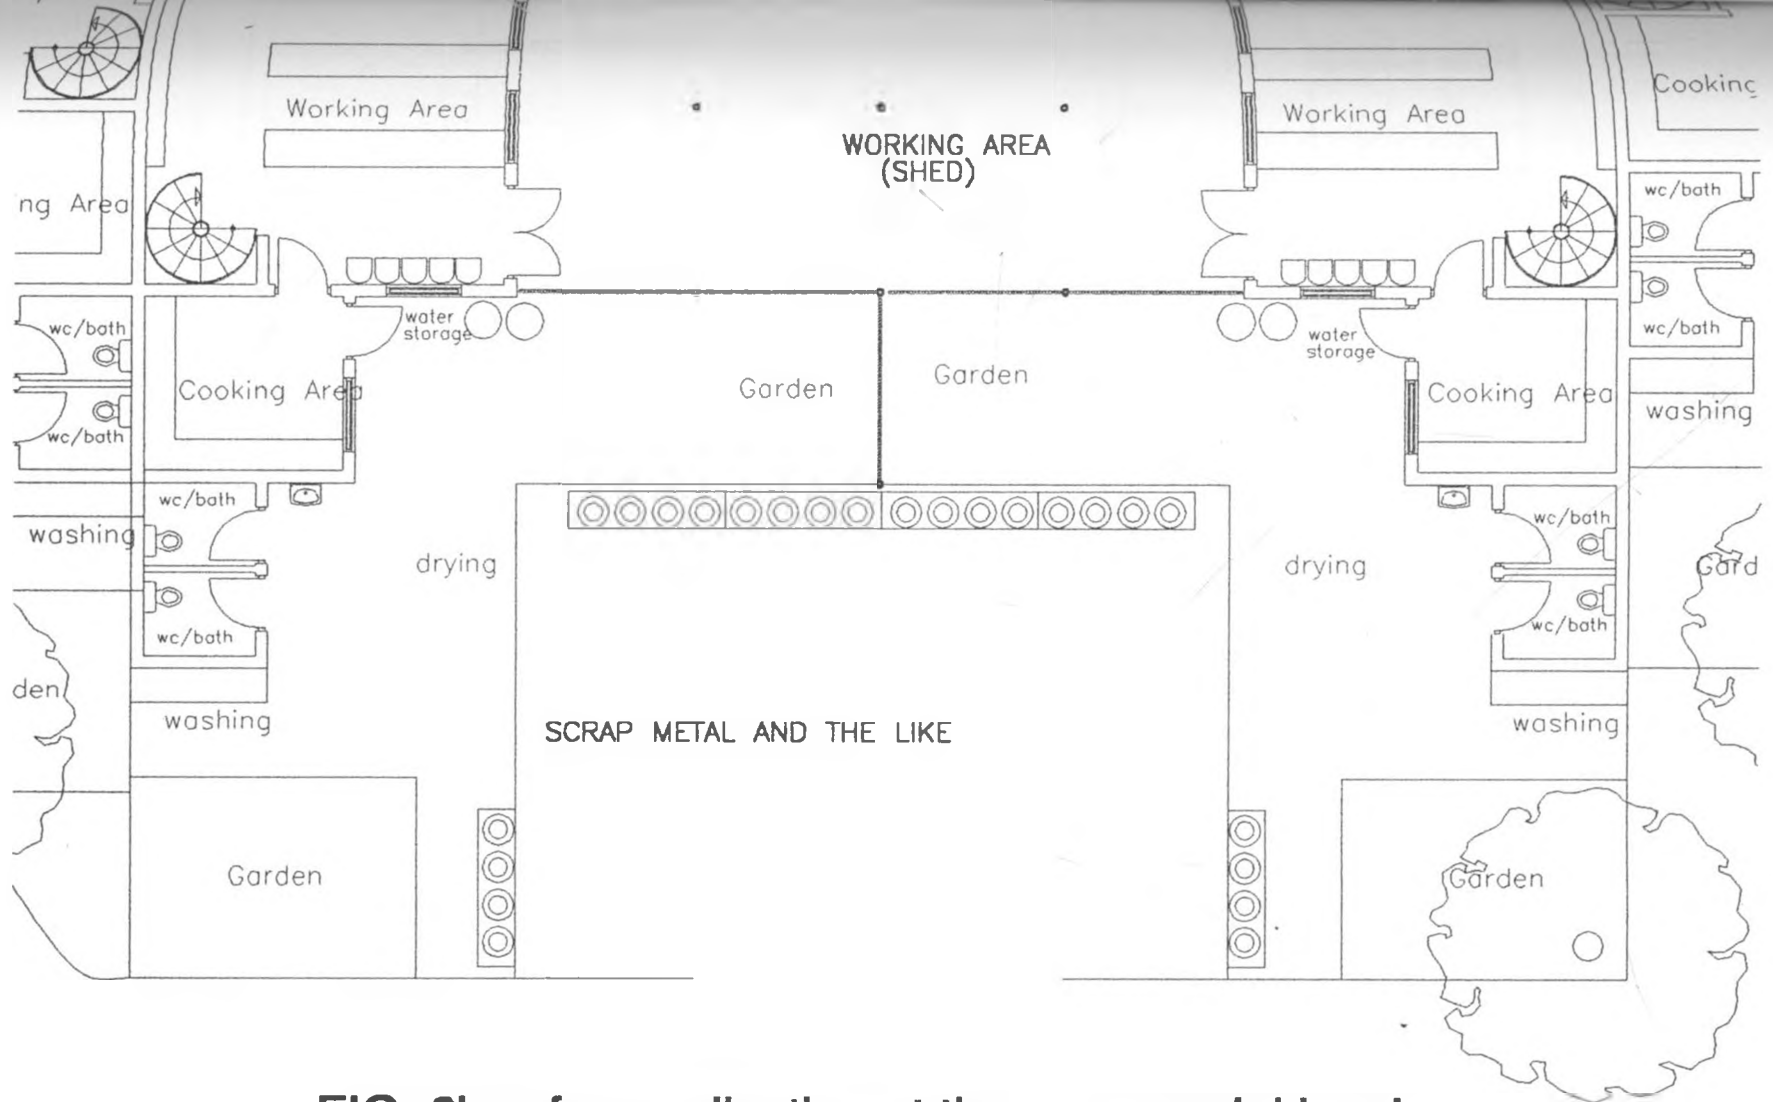 Working Area
Working Area
Cooking
WORKING AREA
(SHED)
ng Area
wc/bath
wc/bath
wc/bath
water
storage
water
storage
wc/bath
Cooking Area
Garden
Garden
Cooking Area
washing
wc/bath
wc/bath
wc/bath
washing
drying
drying
Gard
wc/bath
wc/bath
den
washing
SCRAP METAL AND THE LIKE
washing
Garden
Garden
FIG